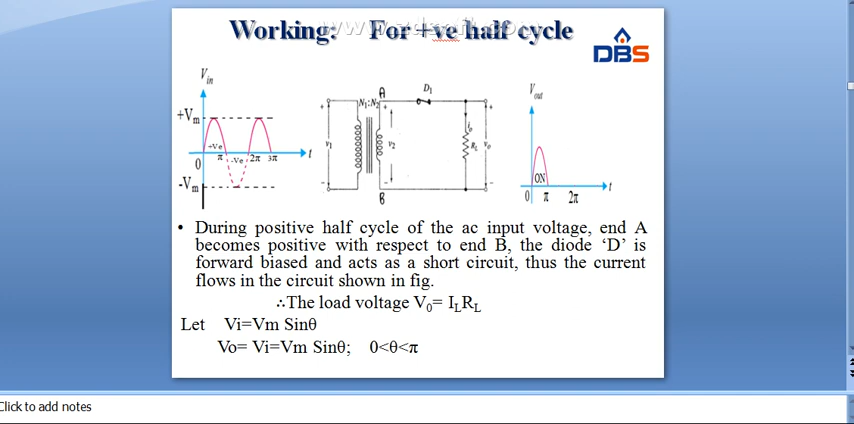 Working: For +ve half cycle
DBS
Vin
+Vm
+Ve
0
π
-Ve
2π
3π
t
-Vm
A
D1
N1:N2
+
+
+
V1
V2
RL
Vo
-
-
-
B
Vout
ON
0
π
2π
t
• During positive half cycle of the ac input voltage, end A
becomes positive with respect to end B, the diode ‘D’ is
forward biased and acts as a short circuit, thus the current
flows in the circuit shown in fig.
∴The load voltage V0= ILRL
Let Vi=Vm Sinθ
Vo= Vi=Vm Sinθ; 0<θ<π
Click to add notes